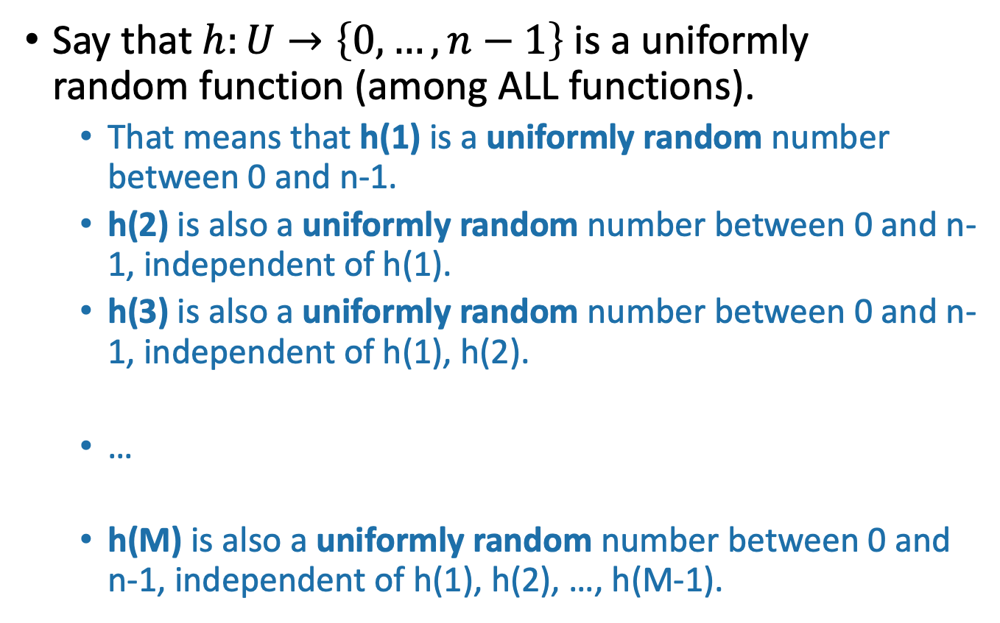 • Say that ℎ: 𝑈 → {0, … , 𝑛 − 1} is a uniformly
random function (among ALL functions).
• That means that h(1) is a uniformly random number
between 0 and n-1.
• h(2) is also a uniformly random number between 0 and n-
1, independent of h(1).
• h(3) is also a uniformly random number between 0 and n-
1, independent of h(1), h(2).
• …
• h(M) is also a uniformly random number between 0 and
n-1, independent of h(1), h(2), …, h(M-1).